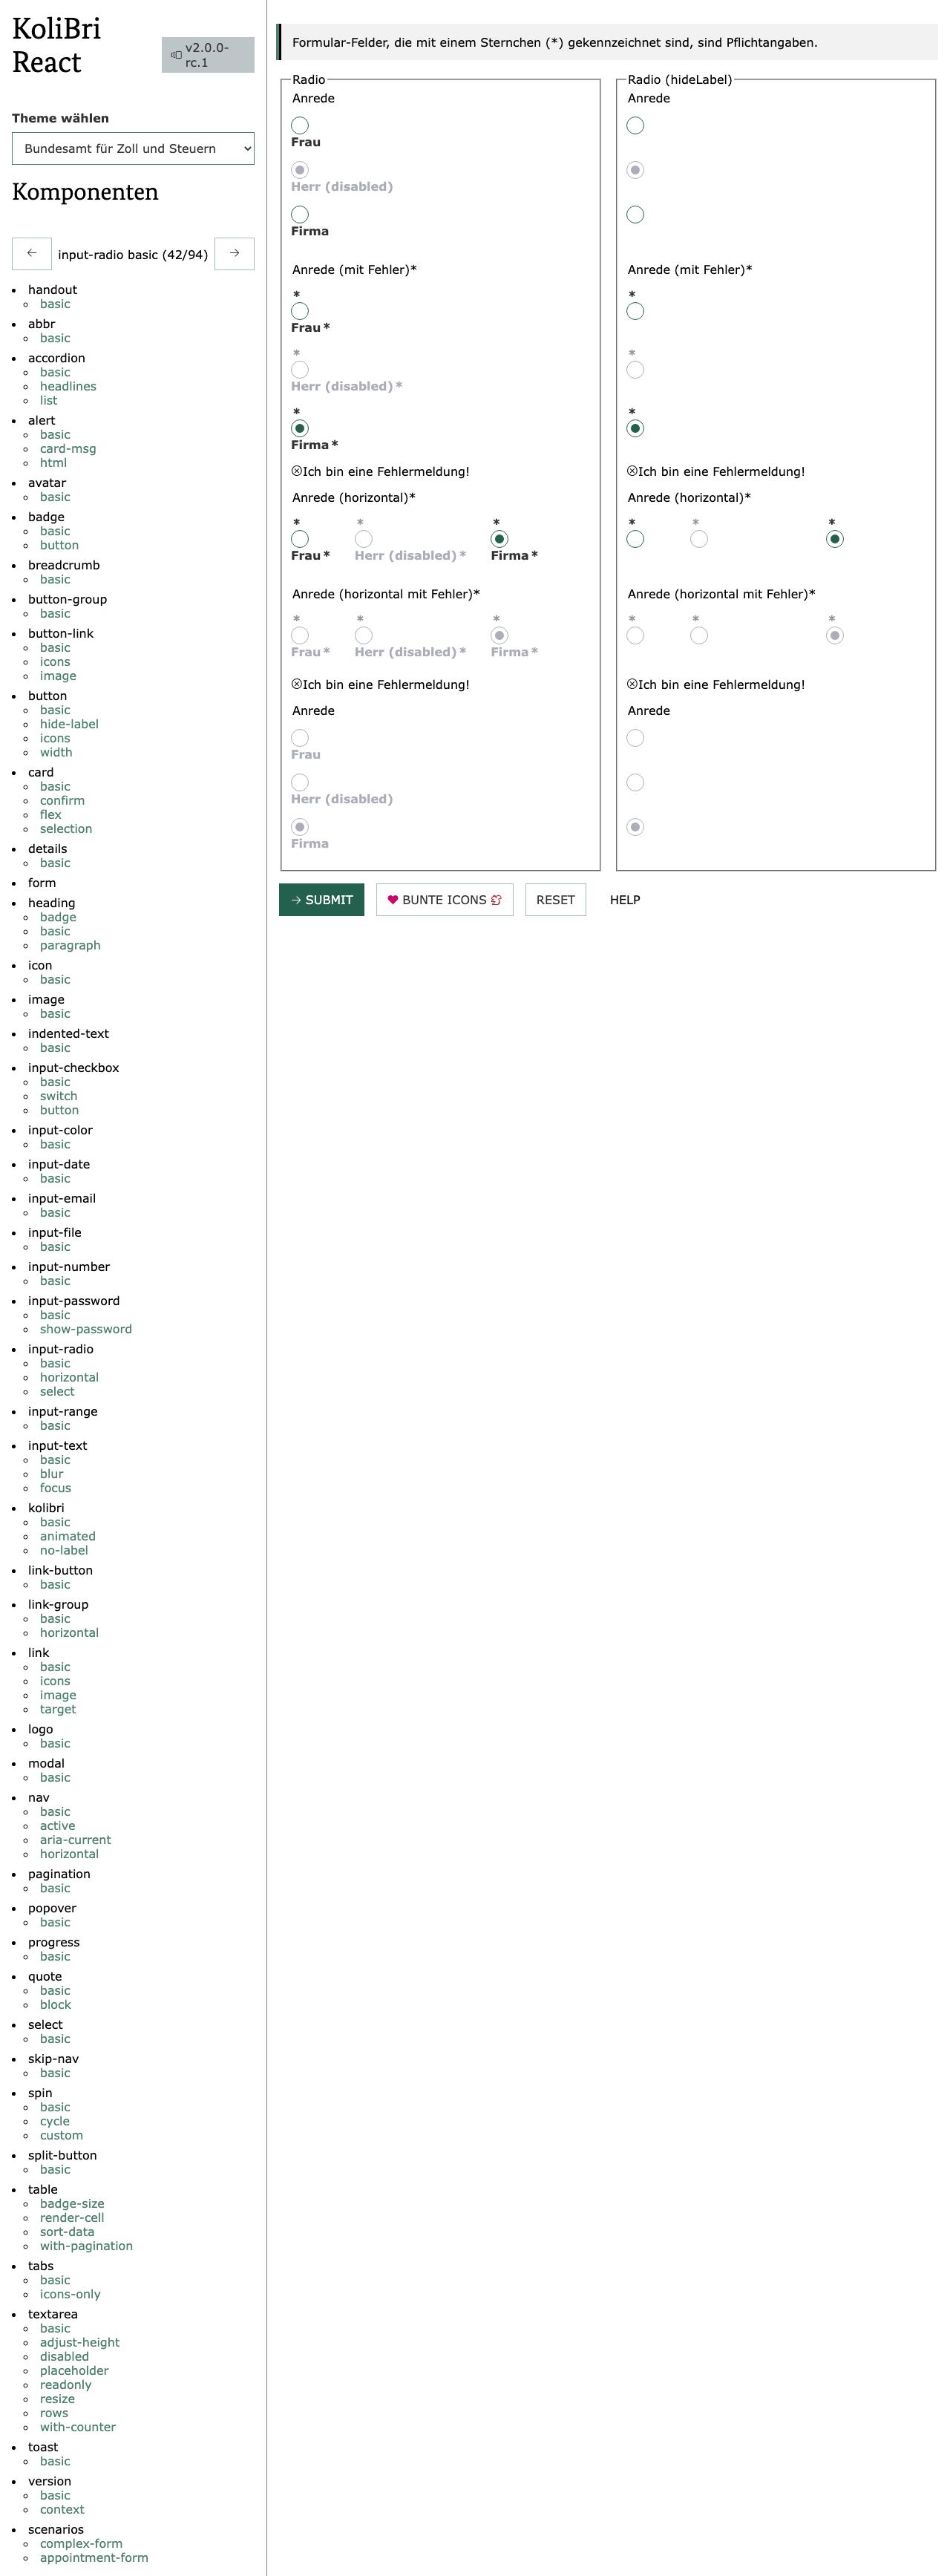 KoliBri
React
v2.0.0-
rc.1
Theme wählen
Bundesamt für Zoll und Steuern
Komponenten
← input-radio basic (42/94) →
handout
basic
abbr
basic
accordion
basic
headlines
list
alert
basic
card-msg
html
avatar
basic
badge
basic
button
breadcrumb
basic
button-group
basic
button-link
basic
icons
image
button
basic
hide-label
icons
width
card
basic
confirm
flex
selection
details
basic
form
heading
badge
basic
paragraph
icon
basic
image
basic
indented-text
basic
input-checkbox
basic
switch
button
input-color
basic
input-date
basic
input-email
basic
input-file
basic
input-number
basic
input-password
basic
show-password
input-radio
basic
horizontal
select
input-range
basic
input-text
basic
blur
focus
kolibri
basic
animated
no-label
link-button
basic
link-group
basic
horizontal
link
basic
icons
image
target
logo
basic
modal
basic
nav
basic
active
aria-current
horizontal
pagination
basic
popover
basic
progress
basic
quote
basic
block
select
basic
skip-nav
basic
spin
basic
cycle
custom
split-button
basic
table
badge-size
render-cell
sort-data
with-pagination
tabs
basic
icons-only
textarea
basic
adjust-height
disabled
placeholder
readonly
resize
rows
with-counter
toast
basic
version
basic
context
scenarios
complex-form
appointment-form
Formular-Felder, die mit einem Sternchen (*) gekennzeichnet sind, sind Pflichtangaben.
Radio
Anrede
Frau
Herr (disabled)
Firma
Anrede (mit Fehler)*
*
Frau *
*
Herr (disabled) *
*
Firma *
Ich bin eine Fehlermeldung!
Anrede (horizontal)*
* * *
Frau * Herr (disabled) * Firma *
Anrede (horizontal mit Fehler)*
* * *
Frau * Herr (disabled) * Firma *
Ich bin eine Fehlermeldung!
Anrede
Frau
Herr (disabled)
Firma
Radio (hideLabel)
Anrede
Anrede (mit Fehler)*
*
*
*
Ich bin eine Fehlermeldung!
Anrede (horizontal)*
* * *
Anrede (horizontal mit Fehler)*
* * *
Ich bin eine Fehlermeldung!
Anrede
→ SUBMIT BUNTE ICONS RESET HELP